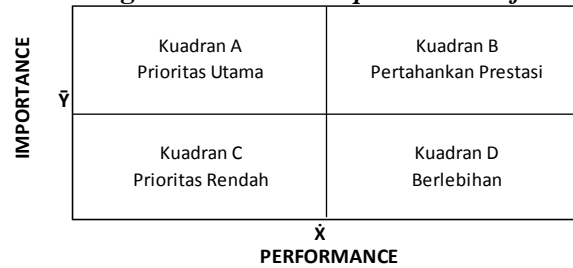 Kuadran A
Prioritas Utama
Kuadran B
Pertahankan Prestasi
IMPORTANCE
Ȳ
Kuadran C
Prioritas Rendah
Kuadran D
Berlebihan
Ẋ
PERFORMANCE